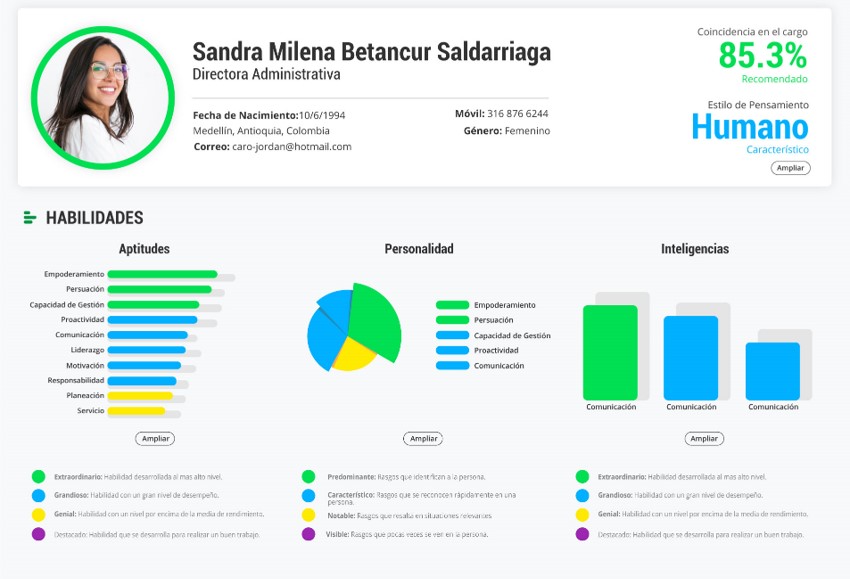 Sandra Milena Betancur Saldarriaga
Directora Administrativa
Fecha de Nacimiento:10/6/1994
Medellín, Antioquia, Colombia
Correo: caro-jordan@hotmail.com
Móvil: 316 876 6244
Género: Femenino
Coincidencia en el cargo
85.3%
Recomendado
Estilo de Pensamiento
Humano
Característico
Ampliar
HABILIDADES
Aptitudes
Empoderamiento
Persuación
Capacidad de Gestión
Proactividad
Comunicación
Liderazgo
Motivación
Responsabilidad
Planeación
Servicio
Ampliar
Extraordinario: Habilidad desarrollada al mas alto nivel.
Grandioso: Habilidad con un gran nivel de desempeño.
Genial: Habilidad con un nivel por encima de la media de rendimiento.
Destacado: Habilidad que se desarrolla para realizar un buen trabajo.
Personalidad
Empoderamiento
Persuación
Capacidad de Gestión
Proactividad
Comunicación
Ampliar
Predominante: Rasgos que identifican a la persona.
Característico: Rasgos que se reconocen rápidamente en una
persona.
Notable: Rasgos que resalta en situaciones relevantes
Visible: Rasgos que pocas veces se ven en la persona.
Inteligencias
Comunicación
Comunicación
Comunicación
Ampliar
Extraordinario: Habilidad desarrollada al mas alto nivel.
Grandioso: Habilidad con un gran nivel de desempeño.
Genial: Habilidad con un nivel por encima de la media de rendimiento.
Destacado: Habilidad que se desarrolla para realizar un buen trabajo.